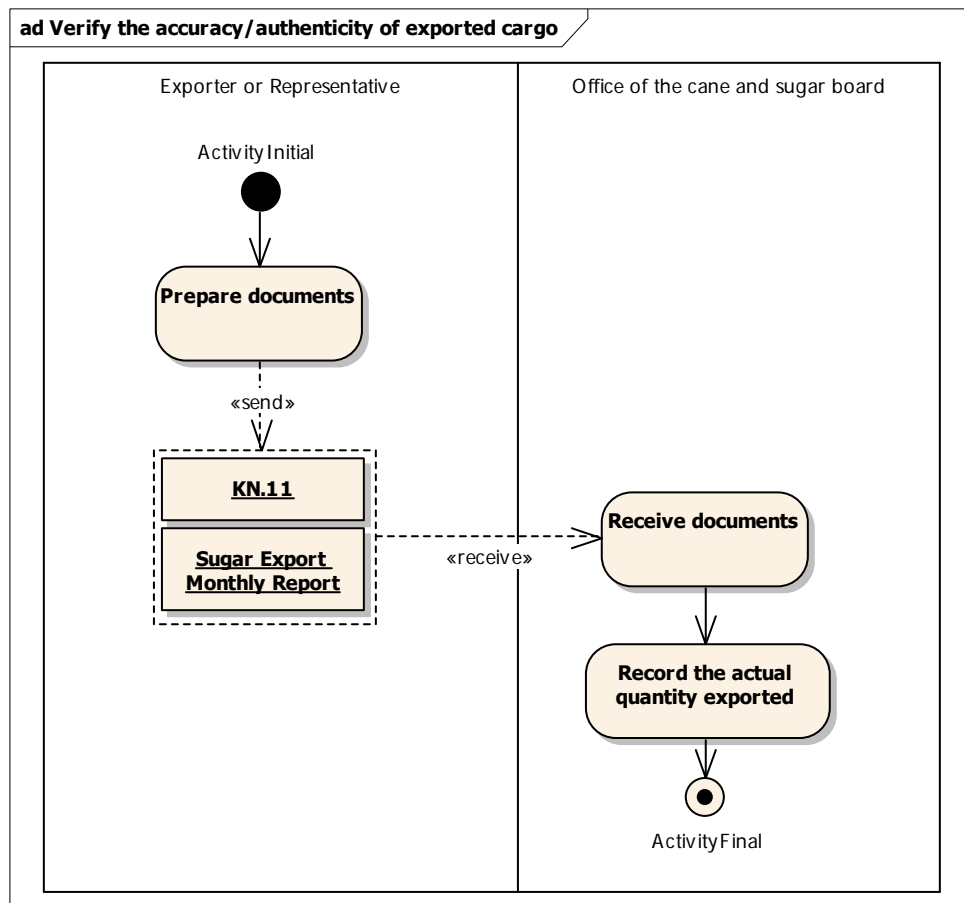 ad Verify the accuracy/authenticity of exported cargo
Exporter or Representative
Office of the cane and sugar board
ActivityInitial
Prepare documents
«send»
KN.11
Sugar Export
Monthly Report
«receive»
Receive documents
Record the actual
quantity exported
ActivityFinal